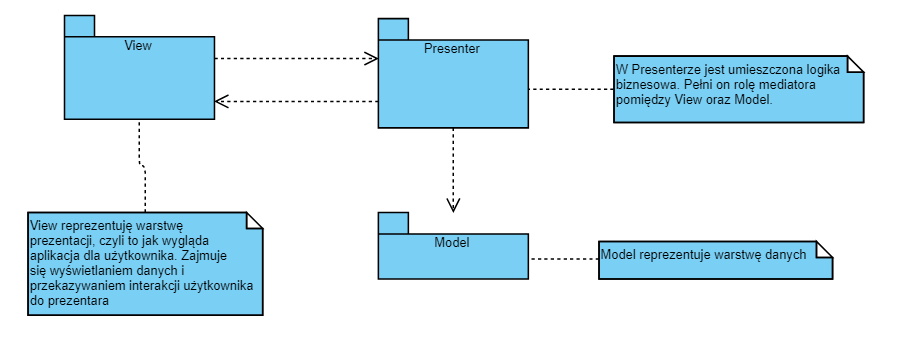 View
Presenter
W Presenterze jest umieszczona logika
biznesowa. Pełni on rolę mediatora
pomiędzy View oraz Model.
View reprezentuję warstwę
prezentacji, czyli to jak wygląda
aplikacja dla użytkownika. Zajmuje
się wyświetlaniem danych i
przekazywaniem interakcji użytkownika
do prezentara
Model
Model reprezentuje warstwę danych